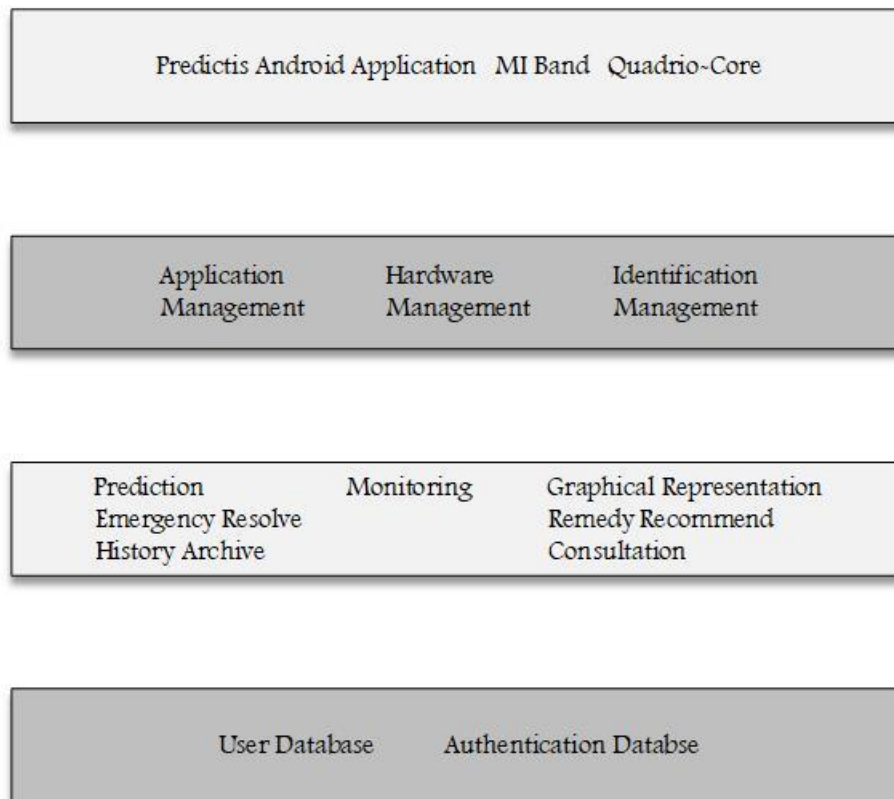 Predictis Android Application MI Band Quadrio-Core
Application Hardware Identification
Management Management Management
Prediction Monitoring Graphical Representation
Emergency Resolve Remedy Recommend
History Archive Consultation
User Database Authentication Databse